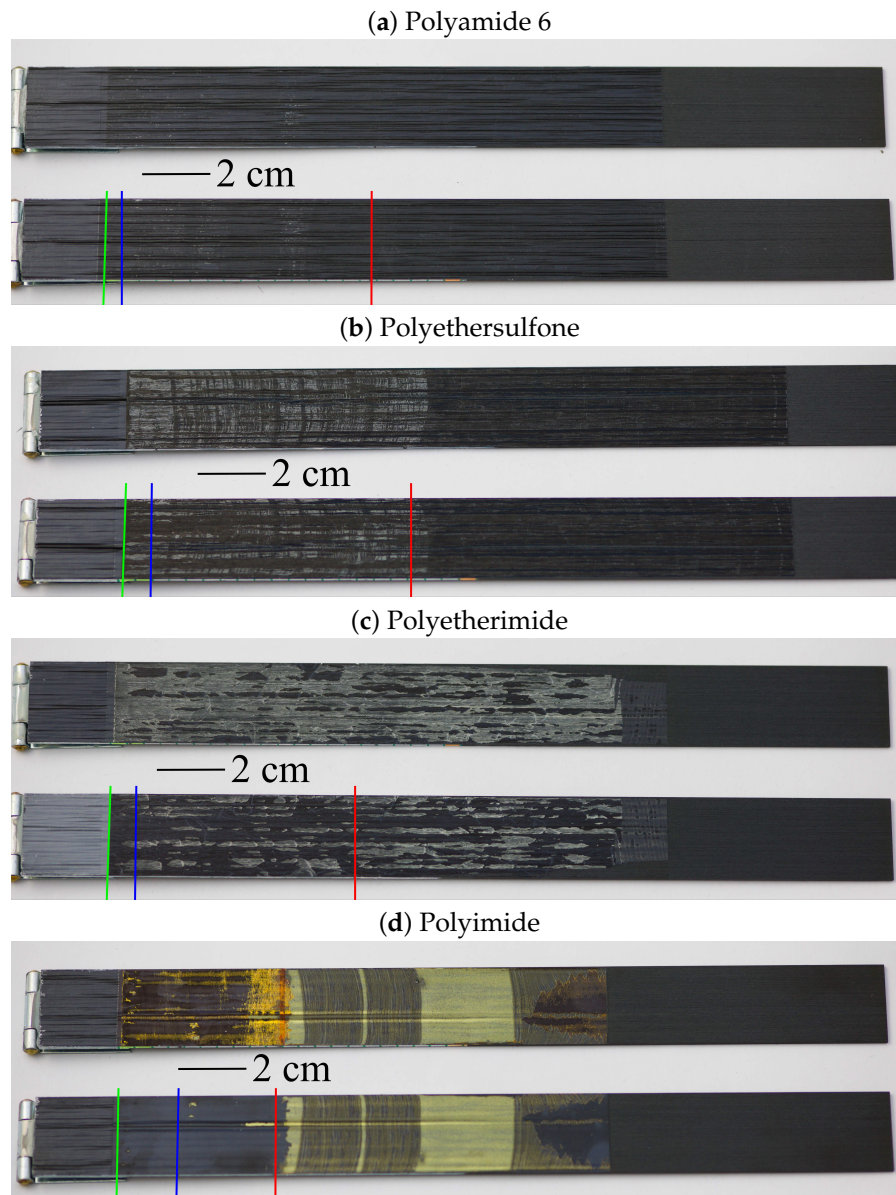 (a) Polyamide 6
2 cm
(b) Polyethersulfone
2 cm
(c) Polyetherimide
2 cm
(d) Polyimide
2 cm